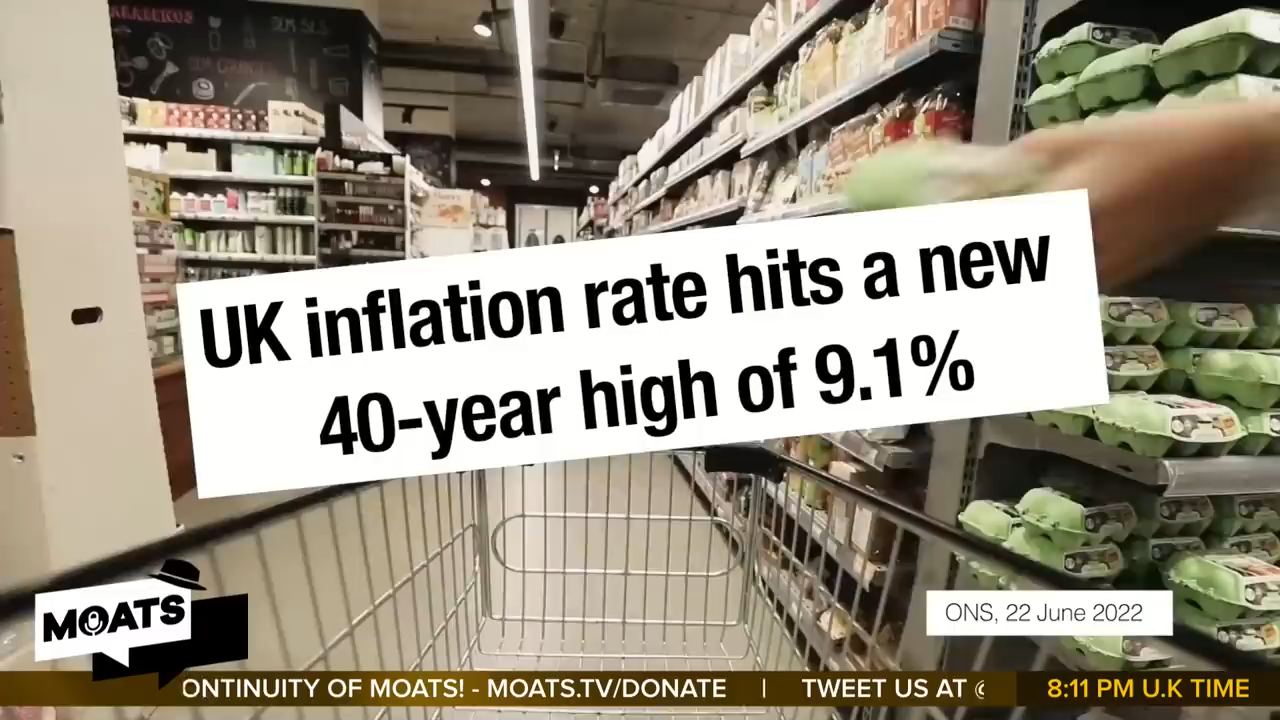 UK inflation rate hits a new
40-year high of 9.1%
ONS, 22 June 2022
MOATS
ONTINUITY OF MOATS! - MOATS.TV/DONATE | TWEET US AT @
8:11 PM U.K TIME